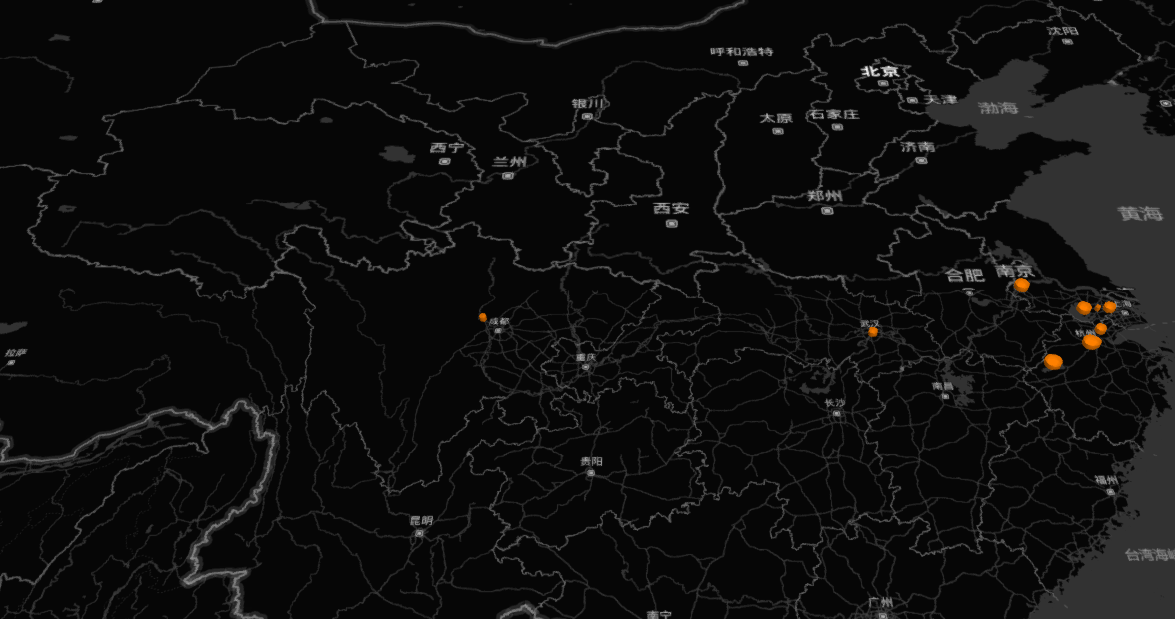 沈阳
呼和浩特
北京
天津
渤海
银川
太原
石家庄
西宁
兰州
济南
西安
郑州
黄海
合肥
南京
成都
武汉
杭州
拉萨
重庆
南昌
长沙
贵阳
福州
昆明
台湾海
广州
南宁